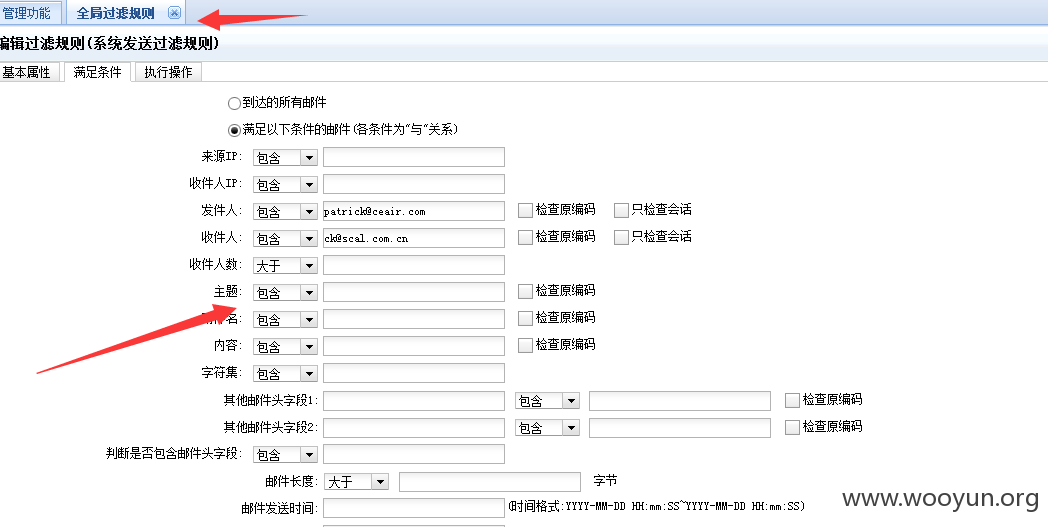 管理功能 全局过滤规则
编辑过滤规则(系统发送过滤规则)
基本属性 满足条件 执行操作
到达的所有邮件
满足以下条件的邮件(各条件为"与"关系)
来源IP: 包含
收件人IP: 包含
发件人: 包含 patrick@ceair.com 检查原编码 只检查会话
收件人: 包含 ck@scal.com.cn 检查原编码 只检查会话
收件人数: 大于
主题: 包含 检查原编码
名: 包含 检查原编码
内容: 包含 检查原编码
字符集: 包含
其他邮件头字段1: 包含 检查原编码
其他邮件头字段2: 包含 检查原编码
判断是否包含邮件头字段: 包含
邮件长度: 大于 字节
邮件发送时间: (时间格式:YYYY-MM-DD HH:mm:SS~YYYY-MM-DD HH:mm:SS)
www.wooyun.org